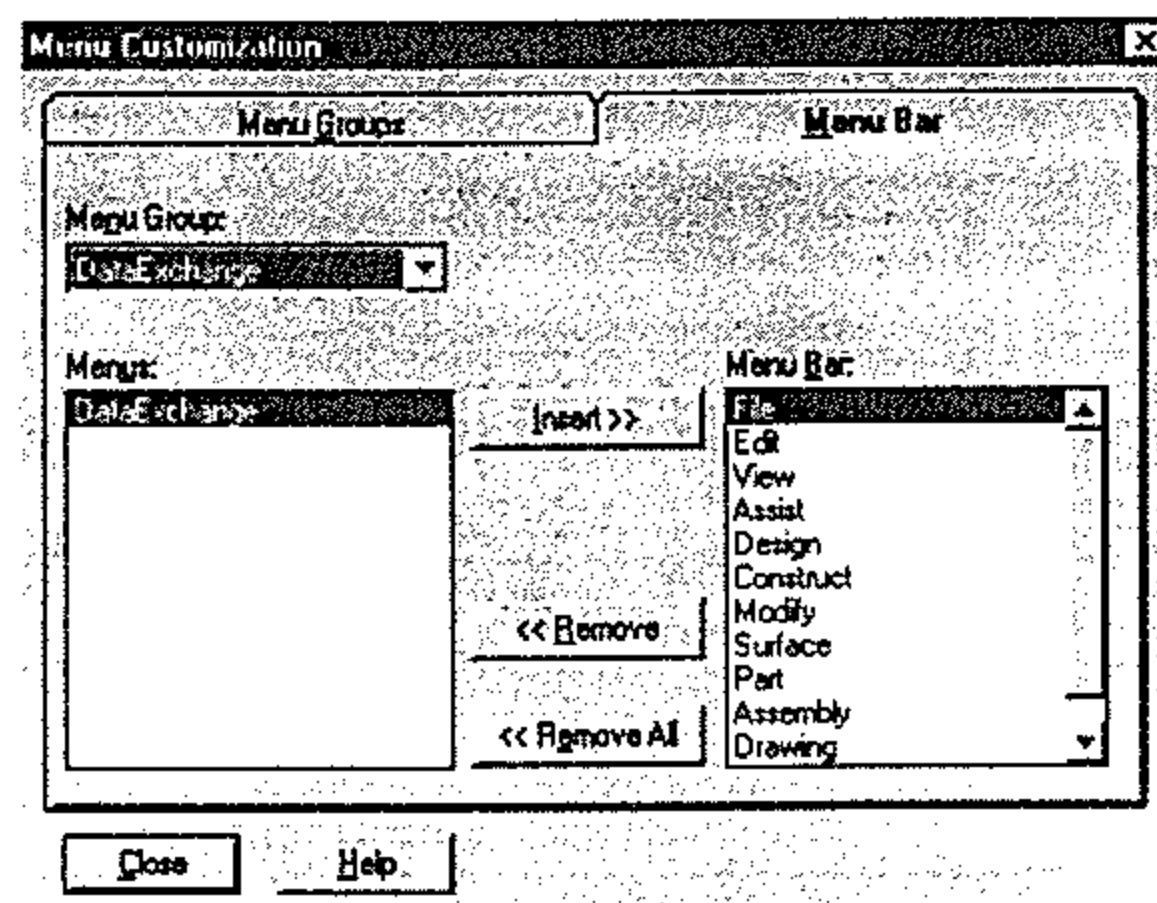 Menu Customization
Menu Groups
Menu Bar
Menu Group:
DataExchange
Menus:
DataExchange
Insert >>
<< Remove
<< Remove All
Menu Bar:
File
Edit
View
Assist
Design
Construct
Modify
Surface
Part
Assembly
Drawing
Close
Help